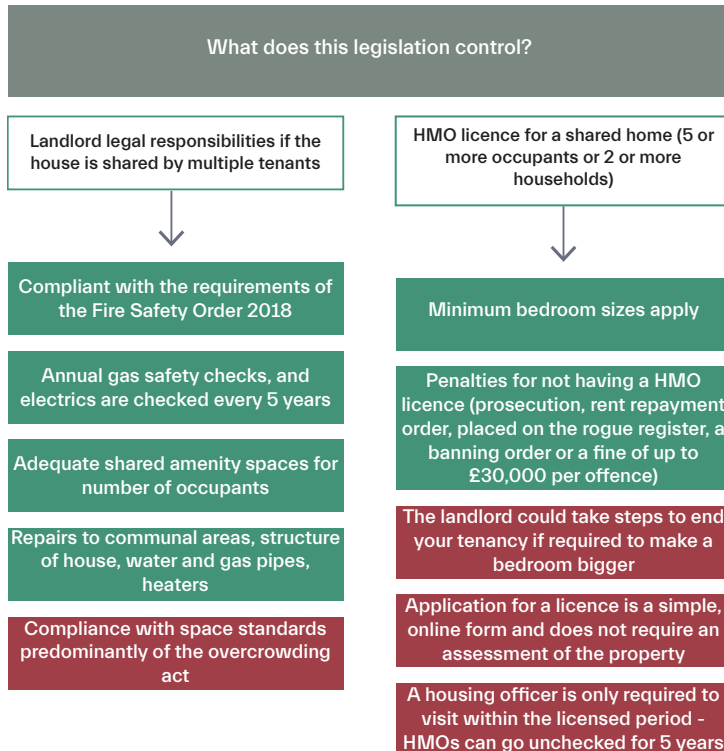 What does this legislation control?
Landlord legal responsibilities if the
house is shared by multiple tenants
Compliant with the requirements of
the Fire Safety Order 2018
Annual gas safety checks, and
electrics are checked every 5 years
Adequate shared amenity spaces for
number of occupants
Repairs to communal areas, structure
of house, water and gas pipes,
heaters
Compliance with space standards
predominantly of the overcrowding
act
HMO licence for a shared home (5 or
more occupants or 2 or more
households)
Minimum bedroom sizes apply
Penalties for not having a HMO
licence (prosecution, rent repayment
order, placed on the rogue register, a
banning order or a fine of up to
£30,000 per offence)
The landlord could take steps to end
your tenancy if required to make a
bedroom bigger
Application for a licence is a simple,
online form and does not require an
assessment of the property
A housing officer is only required to
visit within the licensed period -
HMOs can go unchecked for 5 years